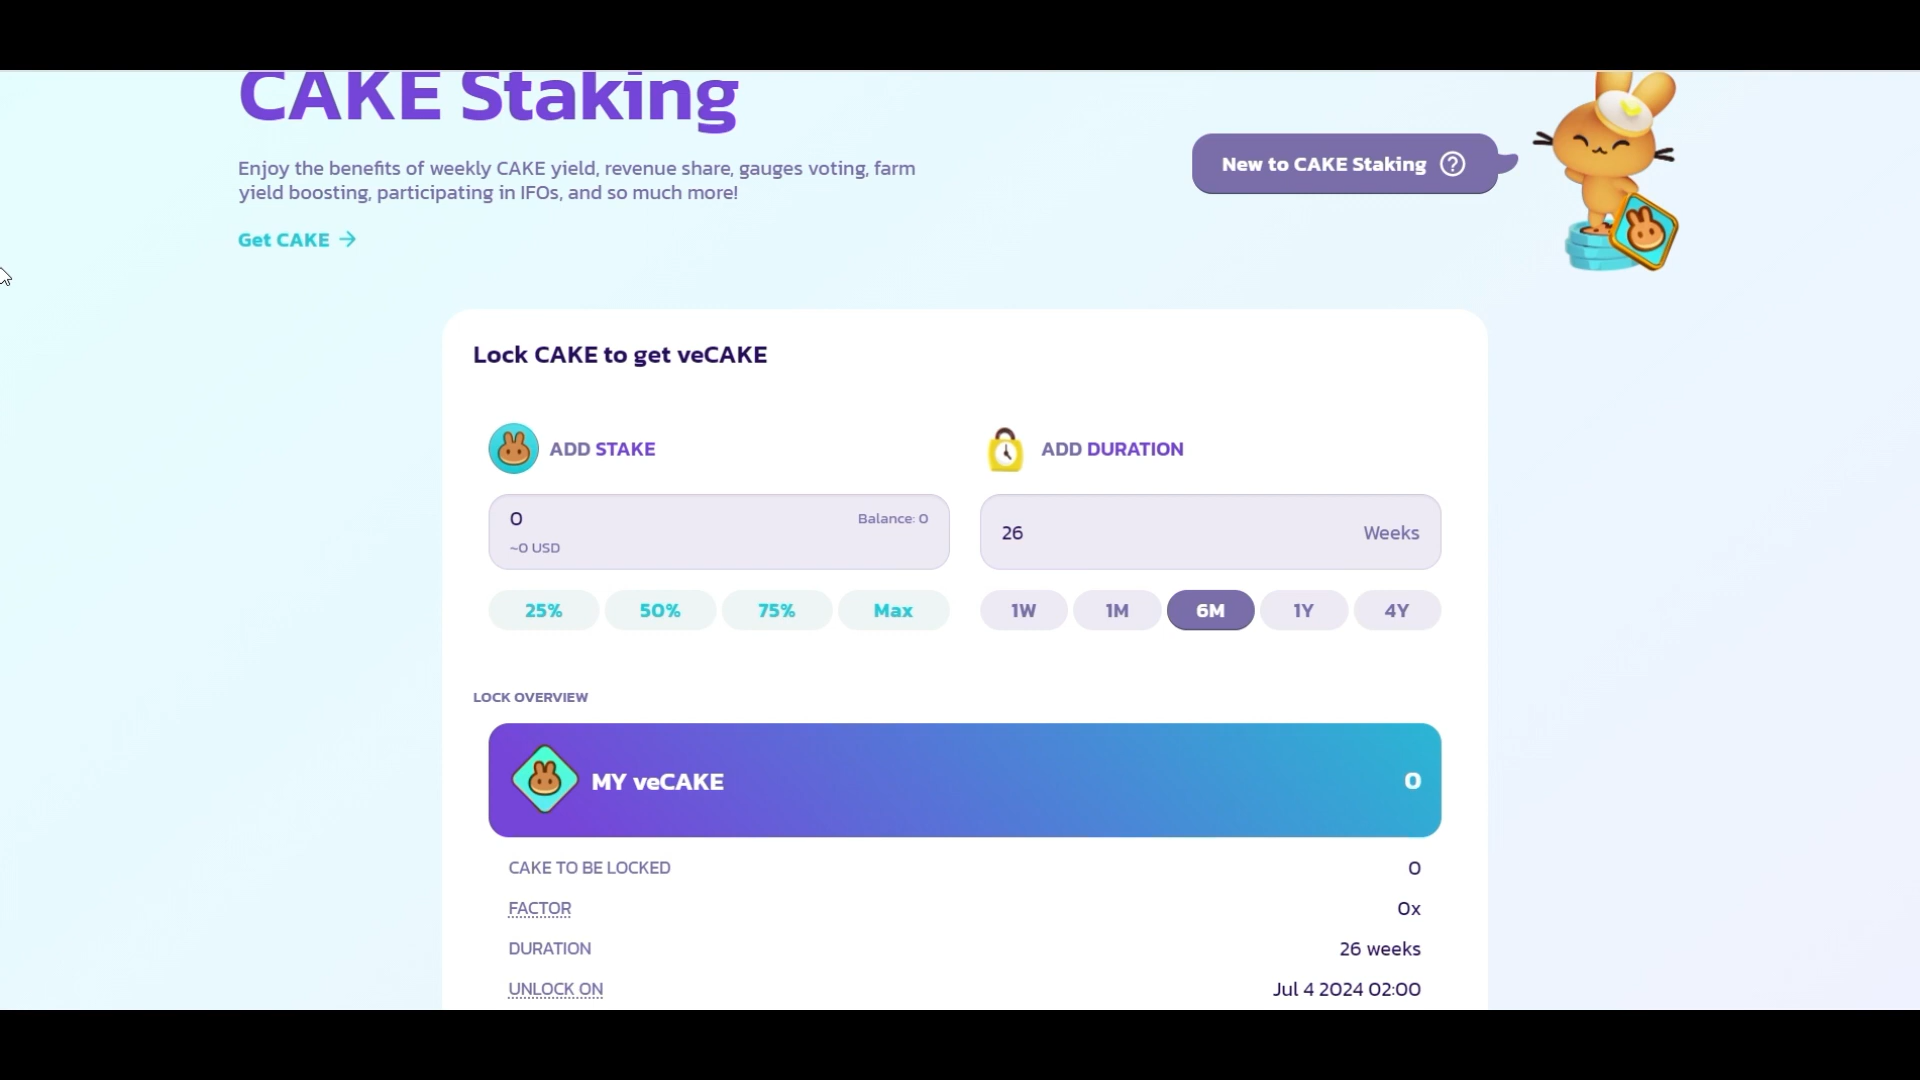 CAKE Staking
Enjoy the benefits of weekly CAKE yield, revenue share, gauges voting, farm
yield boosting, participating in IFOs, and so much more!
Get CAKE
New to CAKE Staking
Lock CAKE to get veCAKE
ADD STAKE
0
Balance: 0
~0 USD
25% 50% 75% Max
ADD DURATION
26 Weeks
1W 1M 6M 1Y 4Y
LOCK OVERVIEW
MY veCAKE 0
CAKE TO BE LOCKED 0
FACTOR 0x
DURATION 26 weeks
UNLOCK ON Jul 4 2024 02:00